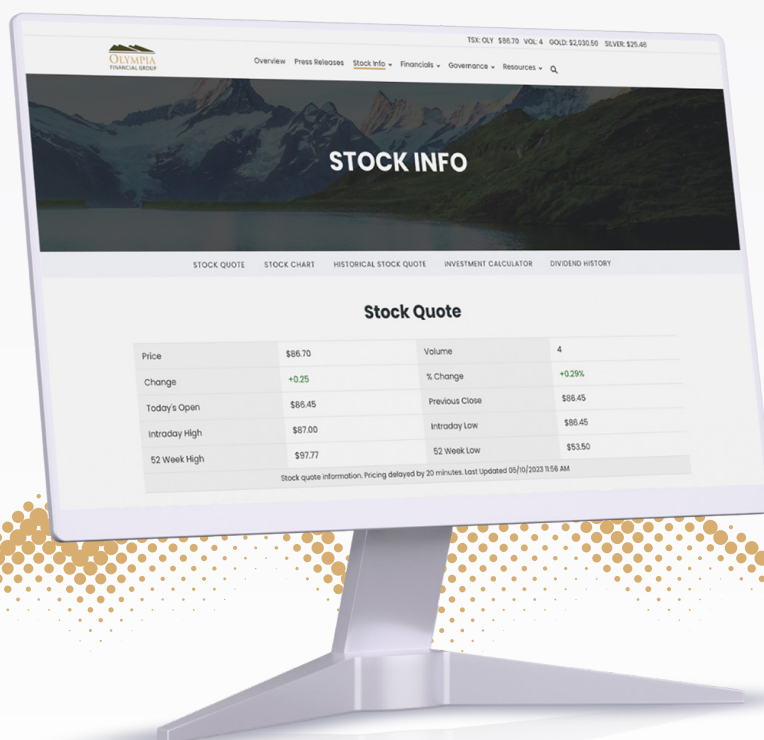 TSX: OLY $86.70 VOL: 4 GOLD: $2,030.50 SILVER: $25.46
OLYMPIA
FINANCIAL GROUP
Overview Press Releases Stock Info Financials Governance Resources
STOCK INFO
STOCK QUOTE STOCK CHART HISTORICAL STOCK QUOTE INVESTMENT CALCULATOR DIVIDEND HISTORY
Stock Quote
Price $86.70 Volume 4
Change +0.25 % Change +0.29%
Today's Open $86.45 Previous Close $86.45
Intraday High $87.00 Intraday Low $86.45
52 Week High $97.77 52 Week Low $53.50
Stock quote information. Pricing delayed by 20 minutes. Last Updated 05/10/2023 11:56 AM